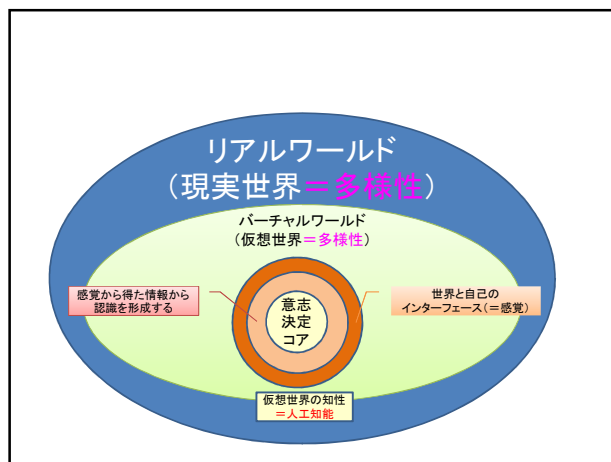 リアルワールド
(現実世界＝多様性)
バーチャルワールド
(仮想世界＝多様性)
感覚から得た情報から
認識を形成する
意志
決定
コア
世界と自己の
インターフェース(＝感覚)
仮想世界の知性
＝人工知能